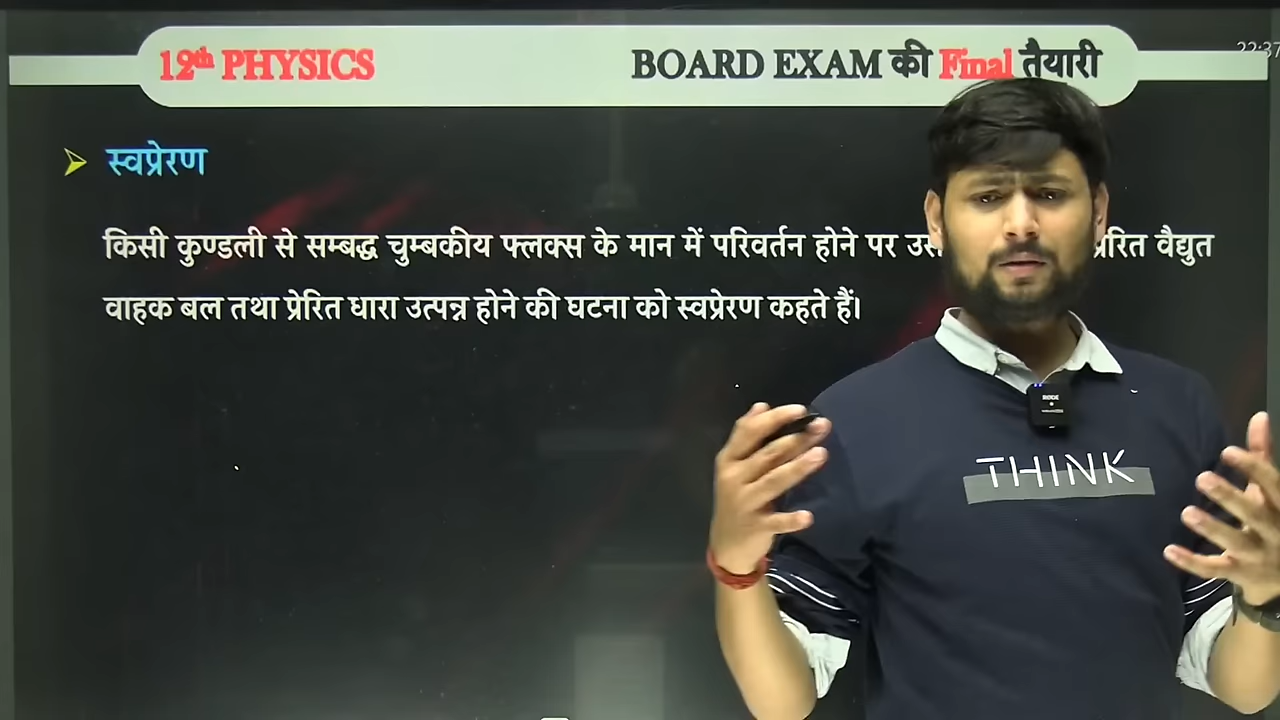 12th PHYSICS
BOARD EXAM की Final तैयारी
22:37
स्वप्रेरण
किसी कुण्डली से सम्बद्ध चुम्बकीय फ्लक्स के मान में परिवर्तन होने पर वैद्युत
वाहक बल तथा प्रेरित धारा उत्पन्न होने की घटना को स्वप्रेरण कहते हैं।
RODE
THINK